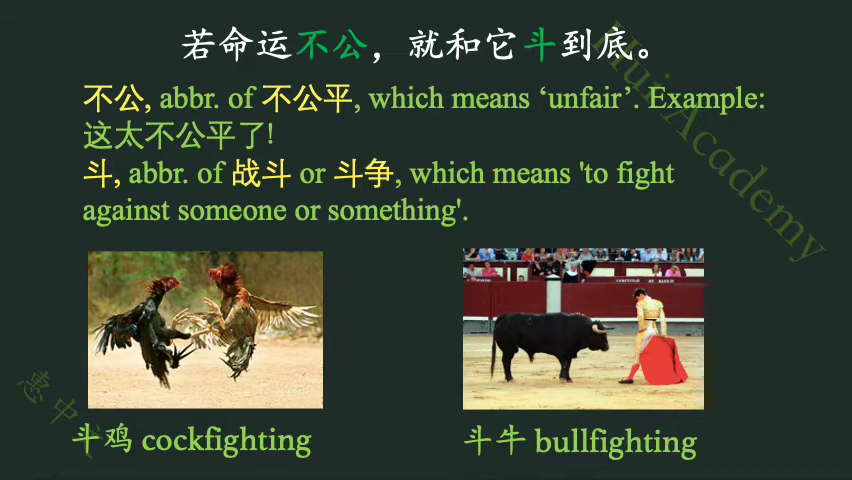 若命运不公，就和它斗到底。
不公, abbr. of 不公平, which means ‘unfair’. Example:
这太不公平了!
斗, abbr. of 战斗 or 斗争, which means 'to fight
against someone or something'.
斗鸡 cockfighting
斗牛 bullfighting
Hui Academy
惠中